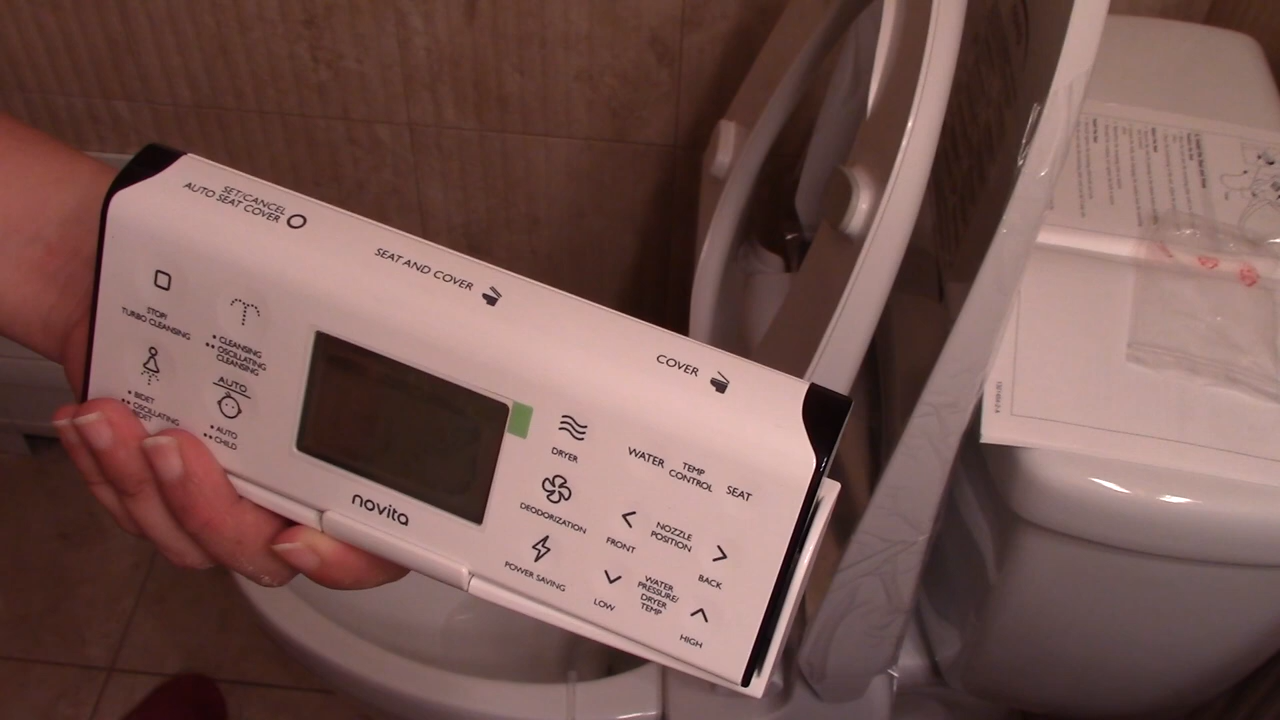 SET/CANCEL
AUTO SEAT COVER
SEAT AND COVER
COVER
STOP/
TURBO CLEANSING
• CLEANSING
•• OSCILLATING
CLEANSING
• BIDET
•• OSCILLATING
BIDET
AUTO
• AUTO
•• CHILD
novita
DRYER
DEODORIZATION
POWER SAVING
WATER
TEMP
CONTROL
SEAT
FRONT
NOZZLE
POSITION
BACK
LOW
WATER
PRESSURE/
DRYER
TEMP
HIGH